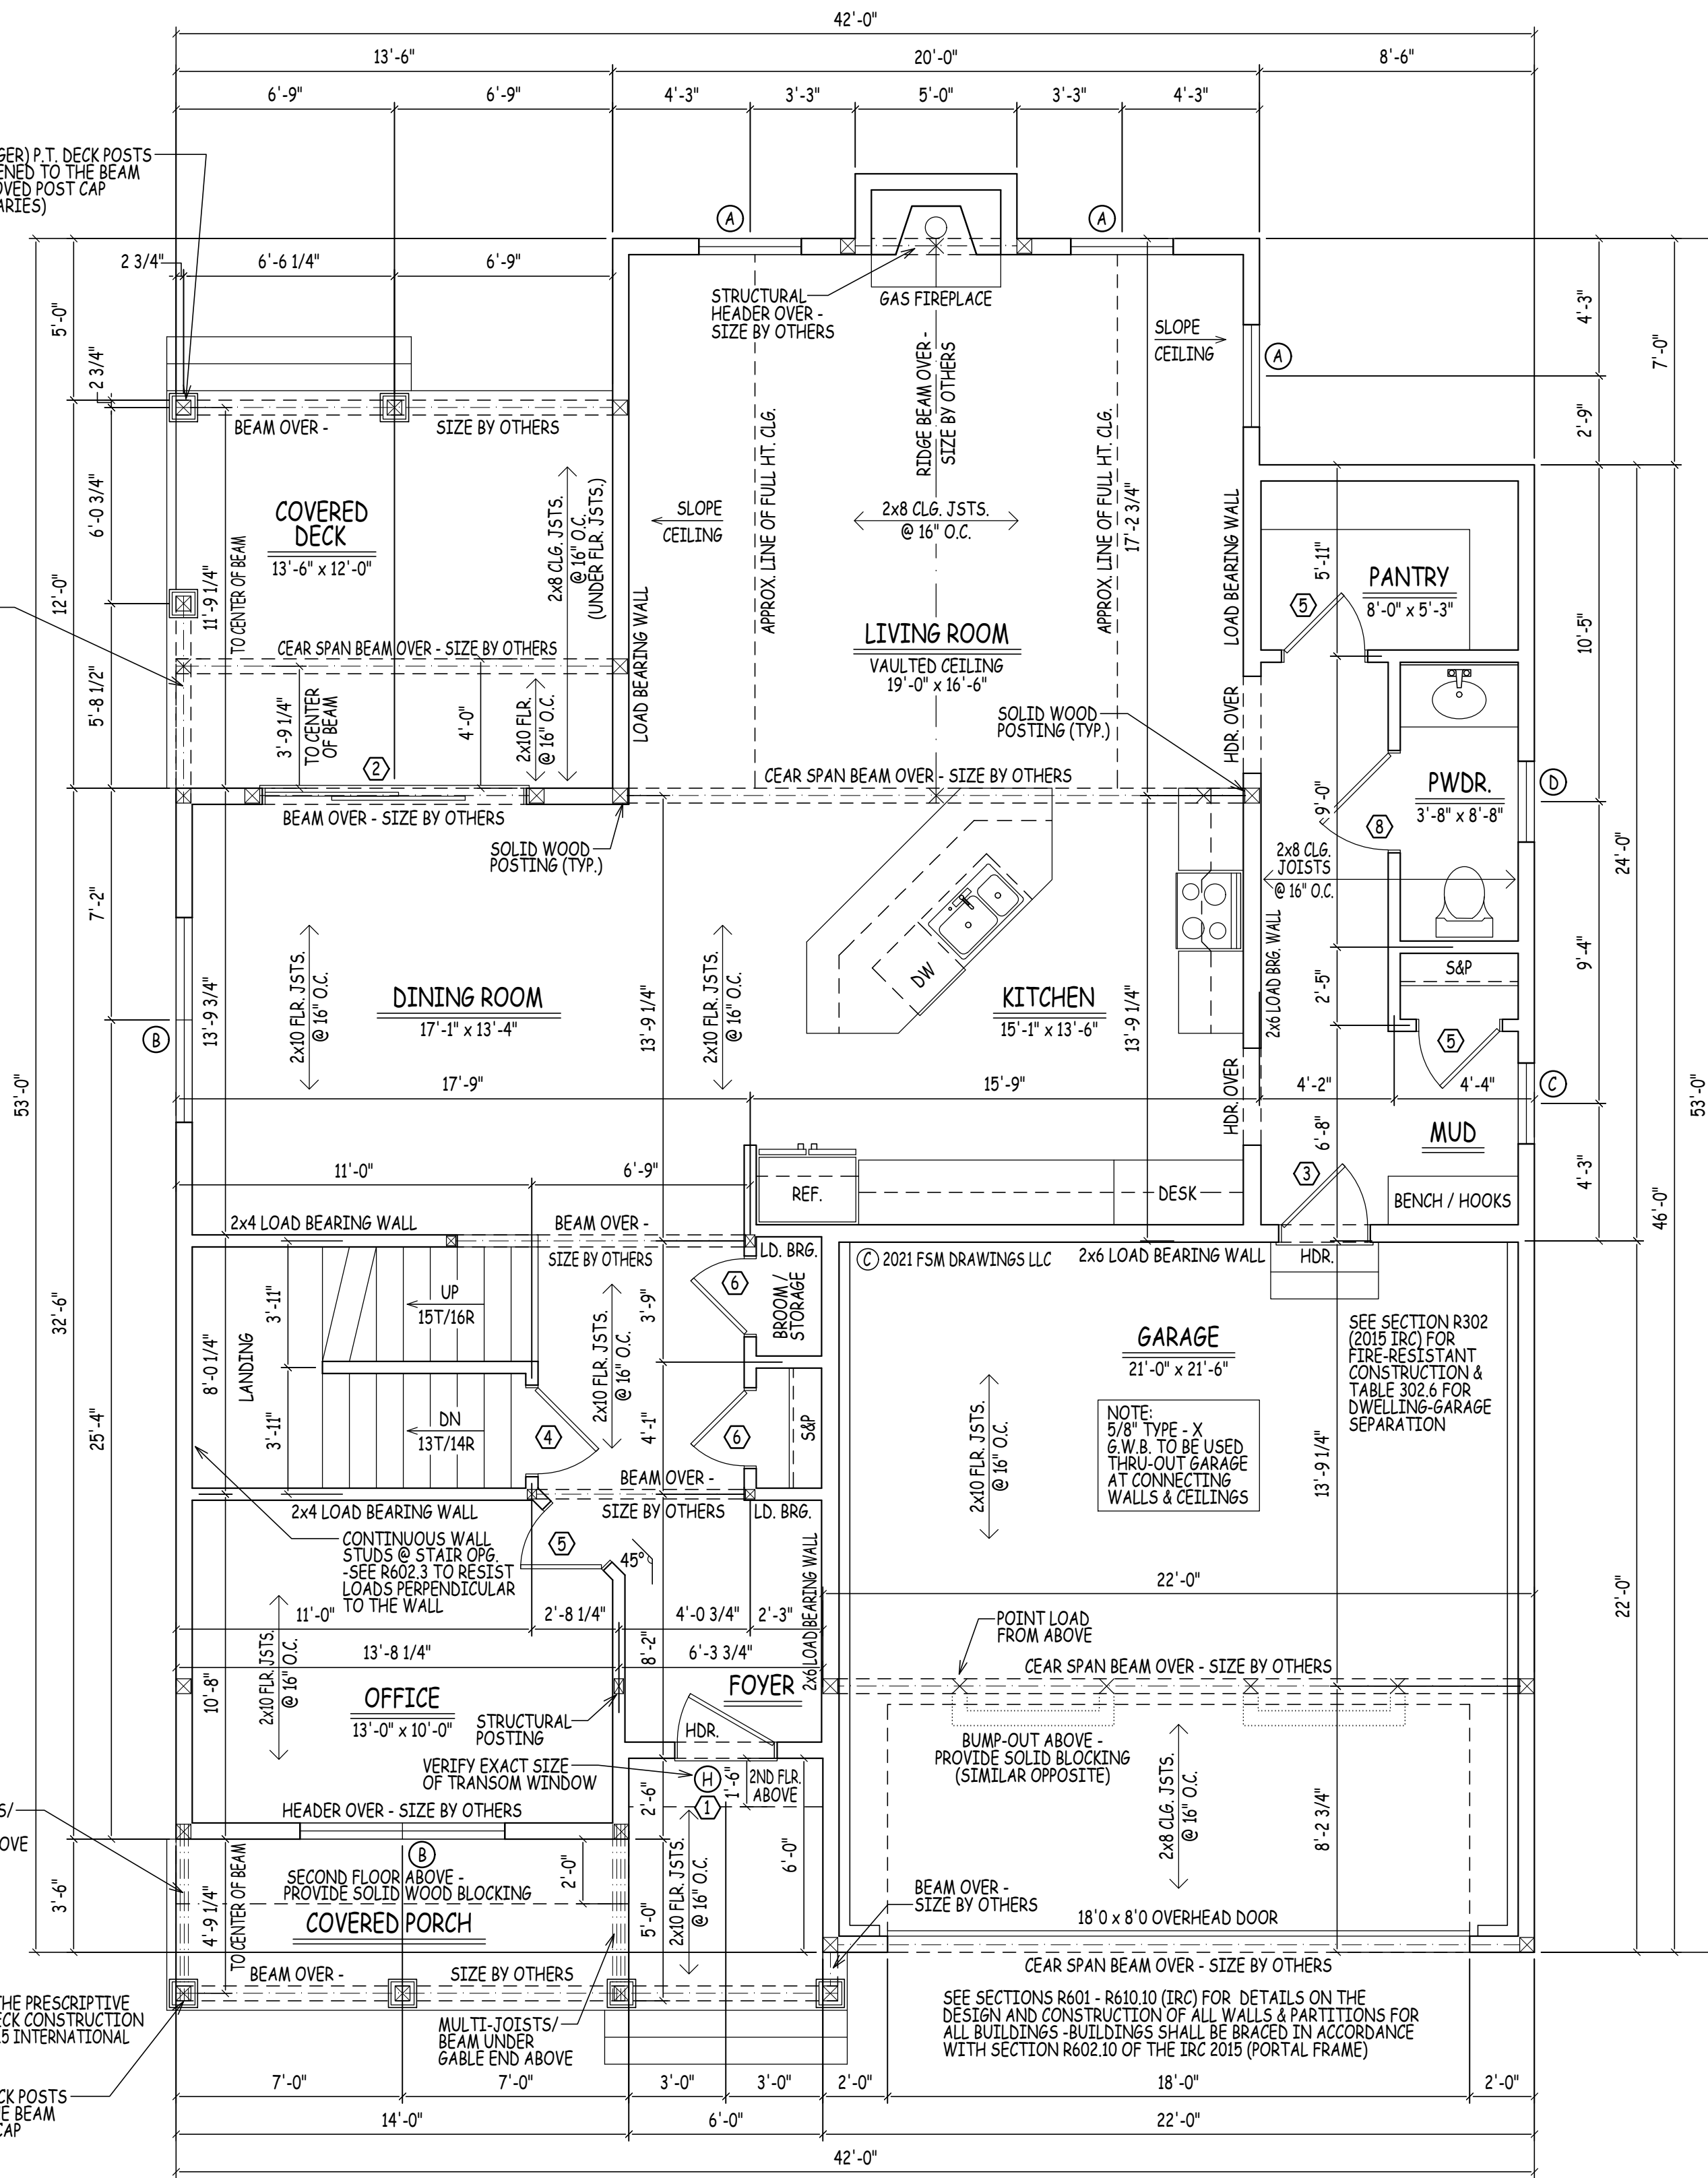 42'-0"
13'-6"
20'-0"
8'-6"
6'-9"
6'-9"
4'-3"
3'-3"
5'-0"
3'-3"
4'-3"
P.T. DECK POSTS
TO THE BEAM
POST CAP
A
A
2 3/4"
6'-6 1/4"
6'-9"
5'-0"
2 3/4"
STRUCTURAL
HEADER OVER -
SIZE BY OTHERS
GAS FIREPLACE
RIDGE BEAM OVER -
SIZE BY OTHERS
SLOPE
CEILING
A
4'-3"
7'-0"
2'-9"
BEAM OVER -
SIZE BY OTHERS
APPROX. LINE OF FULL HT. CLG.
APPROX. LINE OF FULL HT. CLG.
17'-2 3/4"
LOAD BEARING WALL
COVERED
DECK
13'-6" x 12'-0"
6'-0 3/4"
12'-0"
11'-9 1/4"
TO CENTER OF BEAM
2x8 CLG. JSTS.
@ 16" O.C.
(UNDER FLR. JSTS.)
SLOPE
CEILING
2x8 CLG. JSTS.
@ 16" O.C.
5'-11"
PANTRY
8'-0" x 5'-3"
5
10'-5"
LIVING ROOM
VAULTED CEILING
19'-0" x 16'-6"
CEAR SPAN BEAM OVER - SIZE BY OTHERS
LOAD BEARING WALL
5'-8 1/2"
3'-9 1/4"
TO CENTER
OF BEAM
4'-0"
2x10 FLR.
@ 16" O.C.
SOLID WOOD
POSTING (TYP.)
HDR. OVER
2
CEAR SPAN BEAM OVER - SIZE BY OTHERS
9'-0"
PWDR.
3'-8" x 8'-8"
D
8
BEAM OVER - SIZE BY OTHERS
SOLID WOOD
POSTING (TYP.)
2x8 CLG.
JOISTS
@ 16" O.C.
24'-0"
7'-2"
2x6 LOAD BRG. WALL
S&P
2'-5"
9'-4"
DINING ROOM
17'-1" x 13'-4"
13'-9 3/4"
2x10 FLR. JSTS.
@ 16" O.C.
13'-9 1/4"
2x10 FLR. JSTS.
@ 16" O.C.
DW
KITCHEN
15'-1" x 13'-6"
13'-9 1/4"
5
B
17'-9"
15'-9"
HDR. OVER
4'-2"
4'-4"
C
53'-0"
53'-0"
6'-8"
MUD
11'-0"
6'-9"
REF.
DESK
3
BENCH / HOOKS
4'-3"
46'-0"
2x4 LOAD BEARING WALL
BEAM OVER -
SIZE BY OTHERS
LD. BRG.
C 2021 FSM DRAWINGS LLC
2x6 LOAD BEARING WALL
HDR.
32'-6"
3'-11"
UP
15T/16R
6
BROOM /
STORAGE
3'-9"
2x10 FLR. JSTS.
@ 16" O.C.
GARAGE
21'-0" x 21'-6"
SEE SECTION R302
(2015 IRC) FOR
FIRE-RESISTANT
CONSTRUCTION &
TABLE 302.6 FOR
DWELLING-GARAGE
SEPARATION
8'-0 1/4"
LANDING
25'-4"
3'-11"
DN
13T/14R
4
4'-1"
6
S&P
2x10 FLR. JSTS.
@ 16" O.C.
NOTE:
5/8" TYPE - X
G.W.B. TO BE USED
THRU-OUT GARAGE
AT CONNECTING
WALLS & CEILINGS
13'-9 1/4"
BEAM OVER -
SIZE BY OTHERS
LD. BRG.
2x4 LOAD BEARING WALL
CONTINUOUS WALL
STUDS @ STAIR OPG.
-SEE R602.3 TO RESIST
LOADS PERPENDICULAR
TO THE WALL
5
45°
2x6 LOAD BEARING WALL
22'-0"
22'-0"
11'-0"
2'-8 1/4"
4'-0 3/4"
2'-3"
POINT LOAD
FROM ABOVE
13'-8 1/4"
8'-2"
6'-3 3/4"
CEAR SPAN BEAM OVER - SIZE BY OTHERS
10'-8"
2x10 FLR. JSTS.
@ 16" O.C.
OFFICE
13'-0" x 10'-0"
STRUCTURAL
POSTING
FOYER
HDR.
VERIFY EXACT SIZE
OF TRANSOM WINDOW
H
1'-6"
2ND FLR.
ABOVE
1
BUMP-OUT ABOVE -
PROVIDE SOLID BLOCKING
(SIMILAR OPPOSITE)
2x8 CLG. JSTS.
@ 16" O.C.
8'-2 3/4"
HEADER OVER - SIZE BY OTHERS
2'-6"
B
3'-6"
4'-9 1/4"
TO CENTER OF BEAM
SECOND FLOOR ABOVE -
PROVIDE SOLID WOOD BLOCKING
2'-0"
COVERED PORCH
5'-0"
2x10 FLR. JSTS.
@ 16" O.C.
6'-0"
BEAM OVER -
SIZE BY OTHERS
18'0 x 8'0 OVERHEAD DOOR
BEAM OVER -
SIZE BY OTHERS
CEAR SPAN BEAM OVER - SIZE BY OTHERS
THE PRESCRIPTIVE
CONSTRUCTION
INTERNATIONAL
MULTI-JOISTS/
BEAM UNDER
GABLE END ABOVE
SEE SECTIONS R601 - R610.10 (IRC) FOR DETAILS ON THE
DESIGN AND CONSTRUCTION OF ALL WALLS & PARTITIONS FOR
ALL BUILDINGS -BUILDINGS SHALL BE BRACED IN ACCORDANCE
WITH SECTION R602.10 OF THE IRC 2015 (PORTAL FRAME)
POSTS
BEAM
CAP
7'-0"
7'-0"
3'-0"
3'-0"
2'-0"
18'-0"
2'-0"
14'-0"
6'-0"
22'-0"
42'-0"